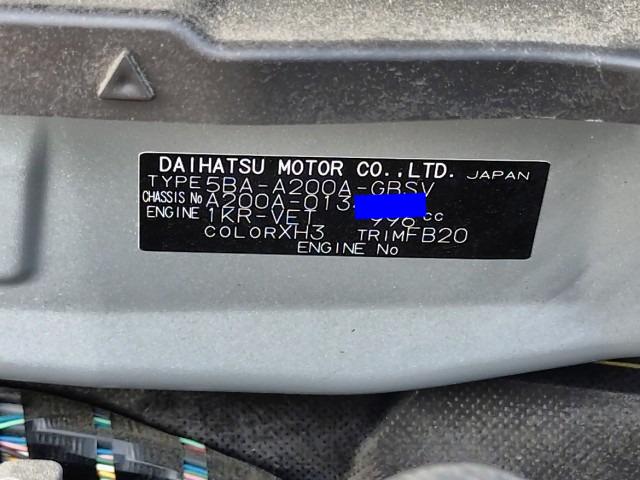 DAIHATSU MOTOR CO.,LTD. JAPAN
TYPE 5BA-A200A-GBSV
CHASSIS No A200A-013
ENGINE 1KR-VET 996 cc
COLOR XH3 TRIM FB20
ENGINE No